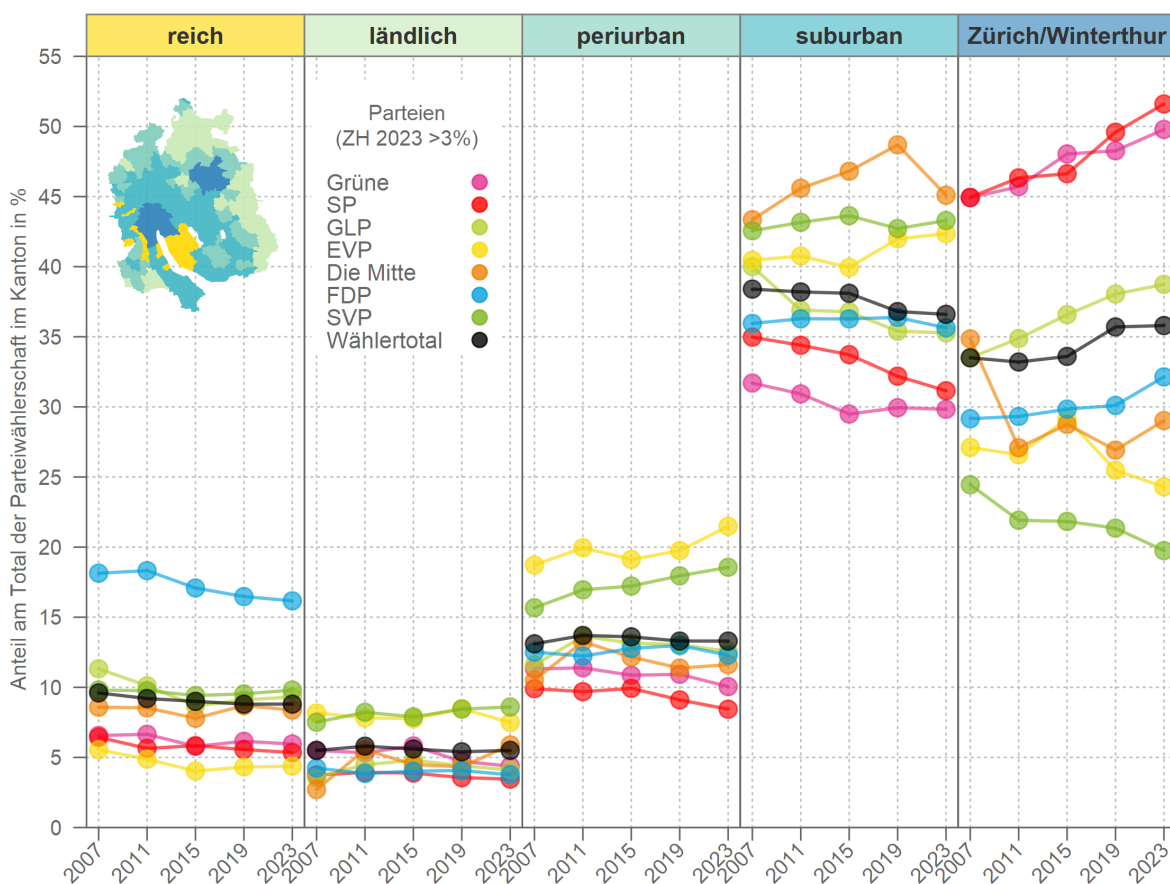 reich
ländlich
periurban
suburban
Zürich/Winterthur
Anteil am Total der Parteiwählerschaft im Kanton in %
55
50
45
40
35
30
25
20
15
10
5
0
Parteien
(ZH 2023 >3%)
Grüne
SP
GLP
EVP
Die Mitte
FDP
SVP
Wählertotal
2007 2011 2015 2019 2023 2007 2011 2015 2019 2023 2007 2011 2015 2019 2023 2007 2011 2015 2019 2023 2007 2011 2015 2019 2023